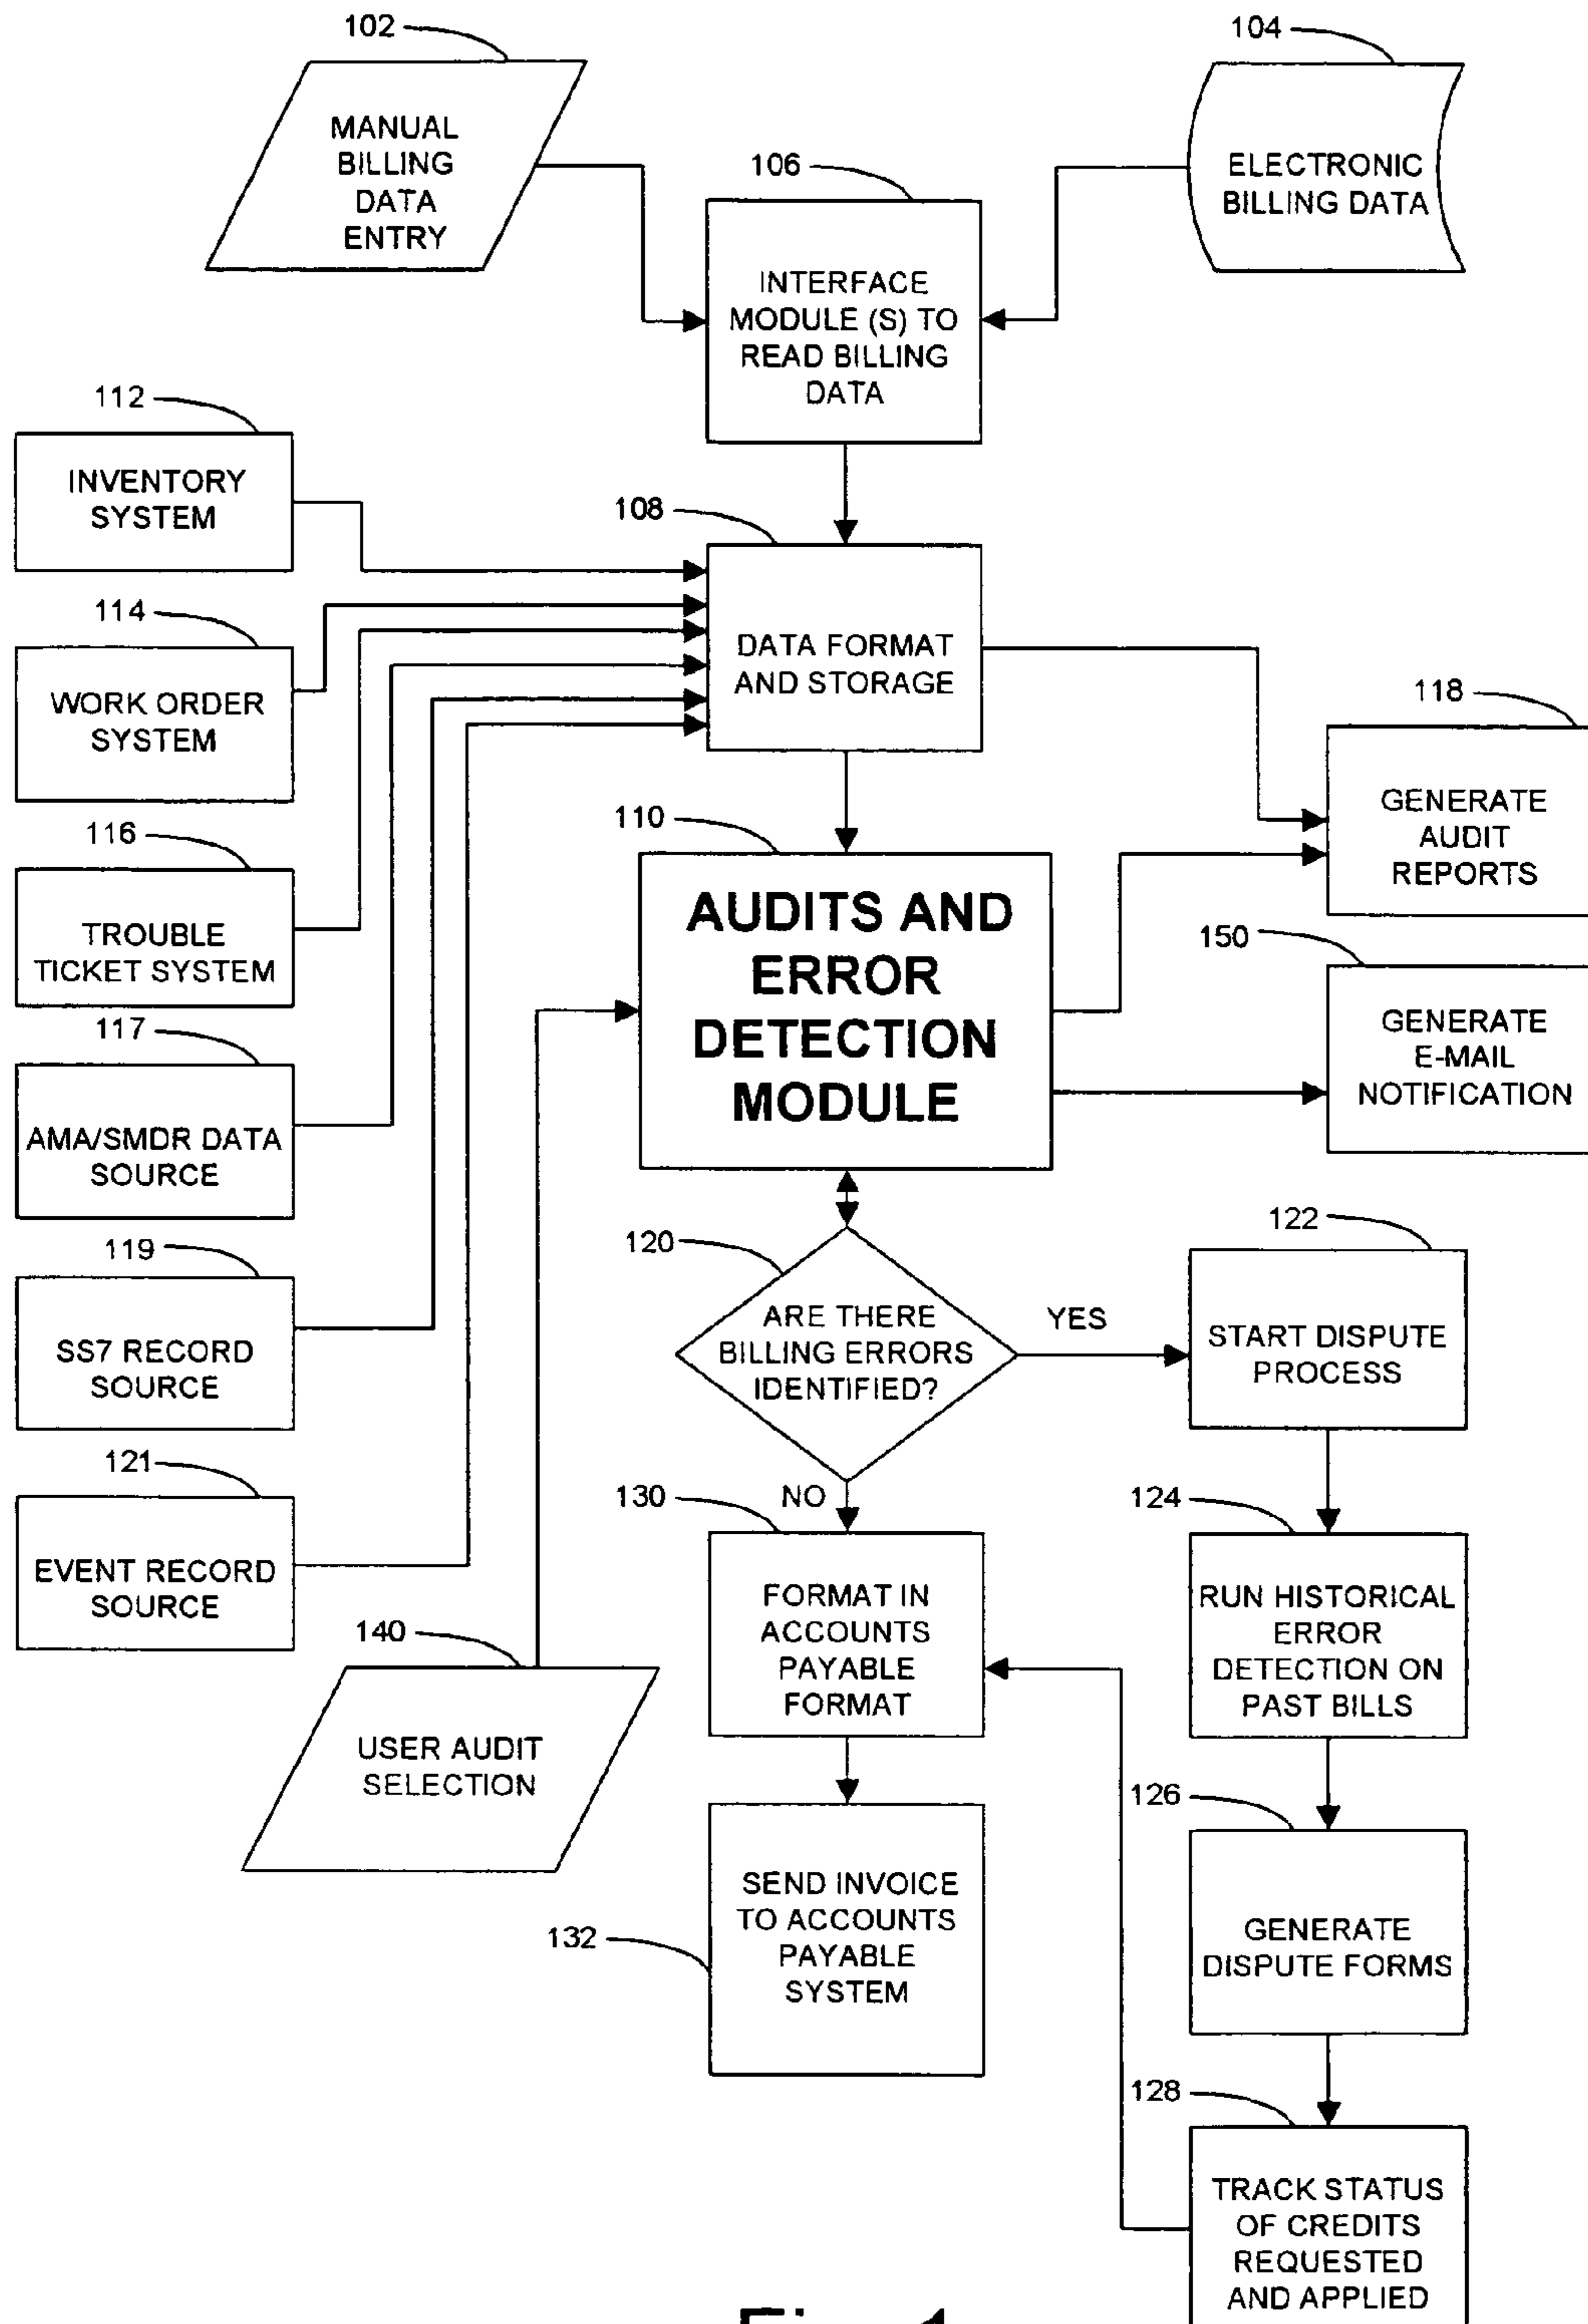 102
MANUAL
BILLING
DATA
ENTRY
104
ELECTRONIC
BILLING DATA
106
INTERFACE
MODULE (S) TO
READ BILLING
DATA
112
INVENTORY
SYSTEM
108
DATA FORMAT
AND STORAGE
114
WORK ORDER
SYSTEM
118
GENERATE
AUDIT
REPORTS
116
TROUBLE
TICKET SYSTEM
110
AUDITS AND
ERROR
DETECTION
MODULE
150
GENERATE
E-MAIL
NOTIFICATION
117
AMA/SMDR DATA
SOURCE
119
SS7 RECORD
SOURCE
120
ARE THERE
BILLING ERRORS
IDENTIFIED?
YES
122
START DISPUTE
PROCESS
121
EVENT RECORD
SOURCE
NO
130
FORMAT IN
ACCOUNTS
PAYABLE
FORMAT
124
RUN HISTORICAL
ERROR
DETECTION ON
PAST BILLS
140
USER AUDIT
SELECTION
132
SEND INVOICE
TO ACCOUNTS
PAYABLE
SYSTEM
126
GENERATE
DISPUTE FORMS
128
TRACK STATUS
OF CREDITS
REQUESTED
AND APPLIED